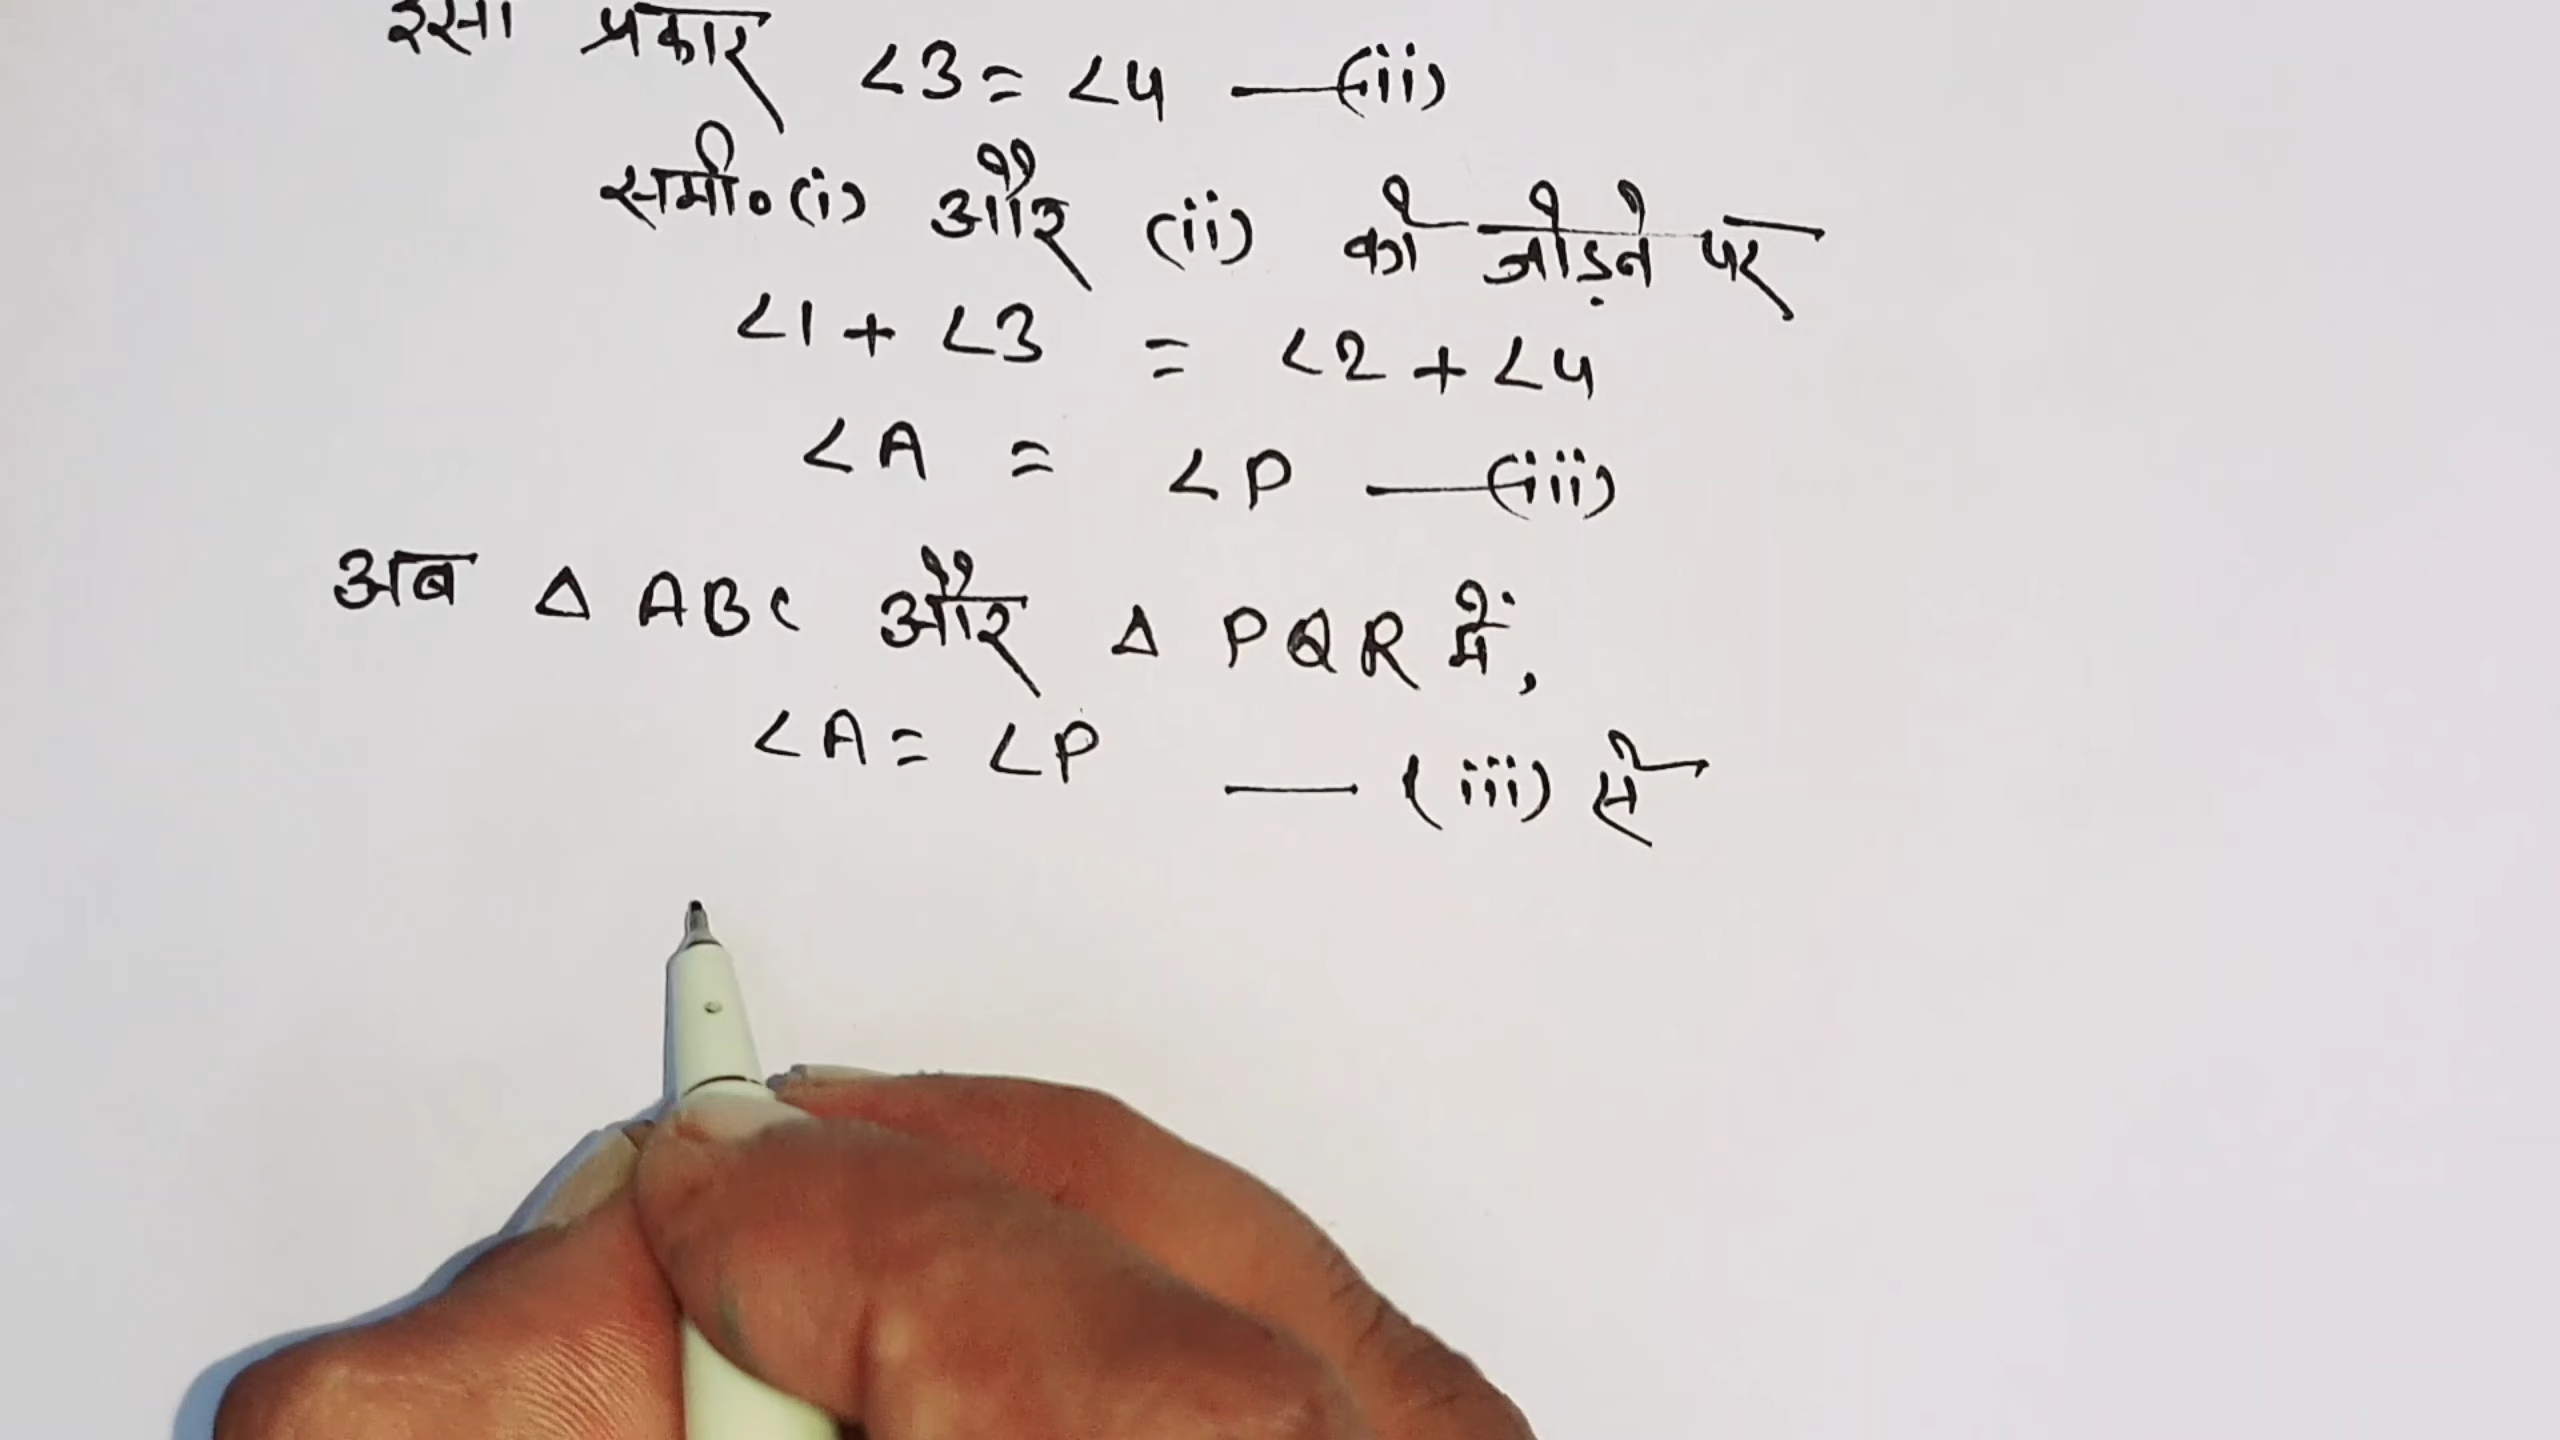 इसी प्रकार ∠3 = ∠4 —(ii)
समी०(i) और (ii) को जोड़ने पर
∠1 + ∠3 = ∠2 + ∠4
∠A = ∠P —(iii)
अब Δ ABC और Δ PQR में,
∠A = ∠P — (iii) से